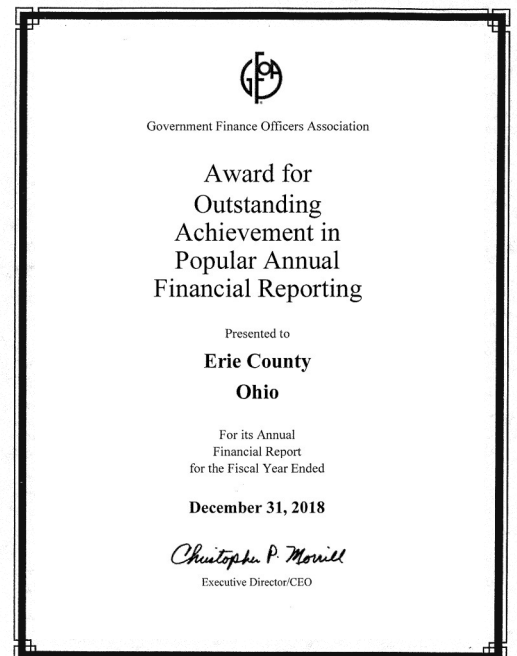 GFOA
Government Finance Officers Association
Award for
Outstanding
Achievement in
Popular Annual
Financial Reporting
Presented to
Erie County
Ohio
For its Annual
Financial Report
for the Fiscal Year Ended
December 31, 2018
Christopher P. Morrill
Executive Director/CEO